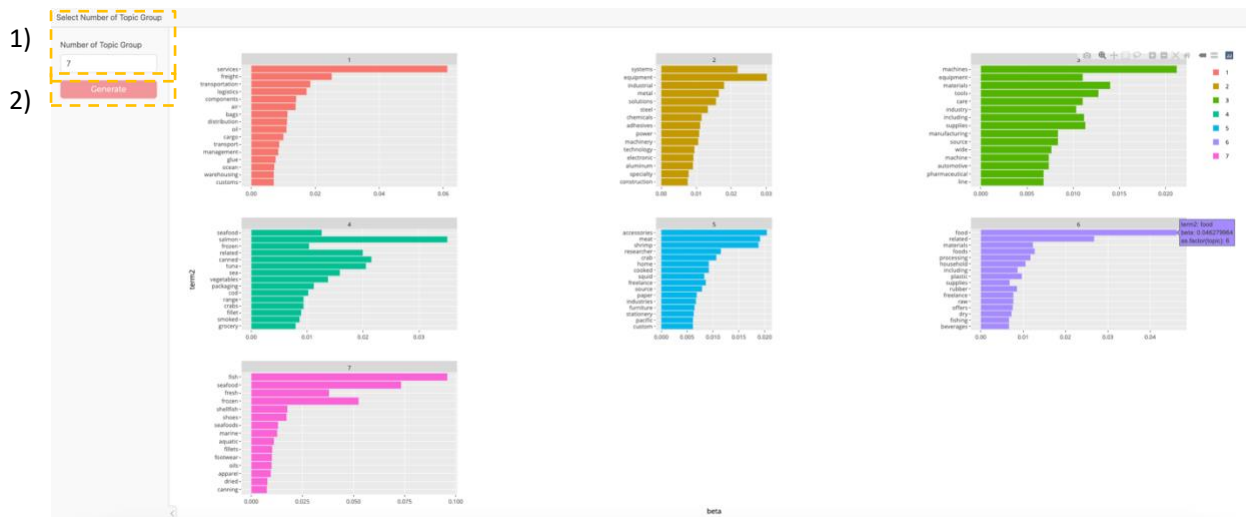 Select Number of Topic Group
1)
Number of Topic Group
7
2)
Generate
1
services
freight
transportation
logistics
components
air
bags
distribution
oil
cargo
transport
management
glue
ocean
warehousing
customs
0.00 0.02 0.04 0.06
2
systems
equipment
industrial
metal
solutions
steel
chemicals
adhesives
power
machinery
technology
electronic
aluminum
specialty
construction
0.00 0.01 0.02 0.03
3
machines
equipment
materials
tools
care
industry
including
supplies
manufacturing
source
wide
machine
automotive
pharmaceutical
line
0.000 0.005 0.010 0.015 0.020
1
2
3
4
5
6
7
4
seafood
salmon
frozen
related
canned
tuna
sea
vegetables
packaging
cod
range
crabs
fillet
smoked
grocery
0.00 0.01 0.02 0.03
term2
5
accessories
meat
shrimp
researcher
crab
home
cooked
squid
freelance
source
paper
industries
furniture
stationery
pacific
custom
0.000 0.005 0.010 0.015 0.020
6
food
related
materials
foods
processing
household
including
plastic
supplies
rubber
freelance
raw
offers
dry
fishing
beverages
0.00 0.01 0.02 0.03 0.04
term2: food
beta: 0.046279864
as.factor(topic): 6
7
fish
seafood
fresh
frozen
shellfish
shoes
seafoods
marine
aquatic
fillets
footwear
oils
apparel
dried
canning
0.000 0.025 0.050 0.075 0.100
beta